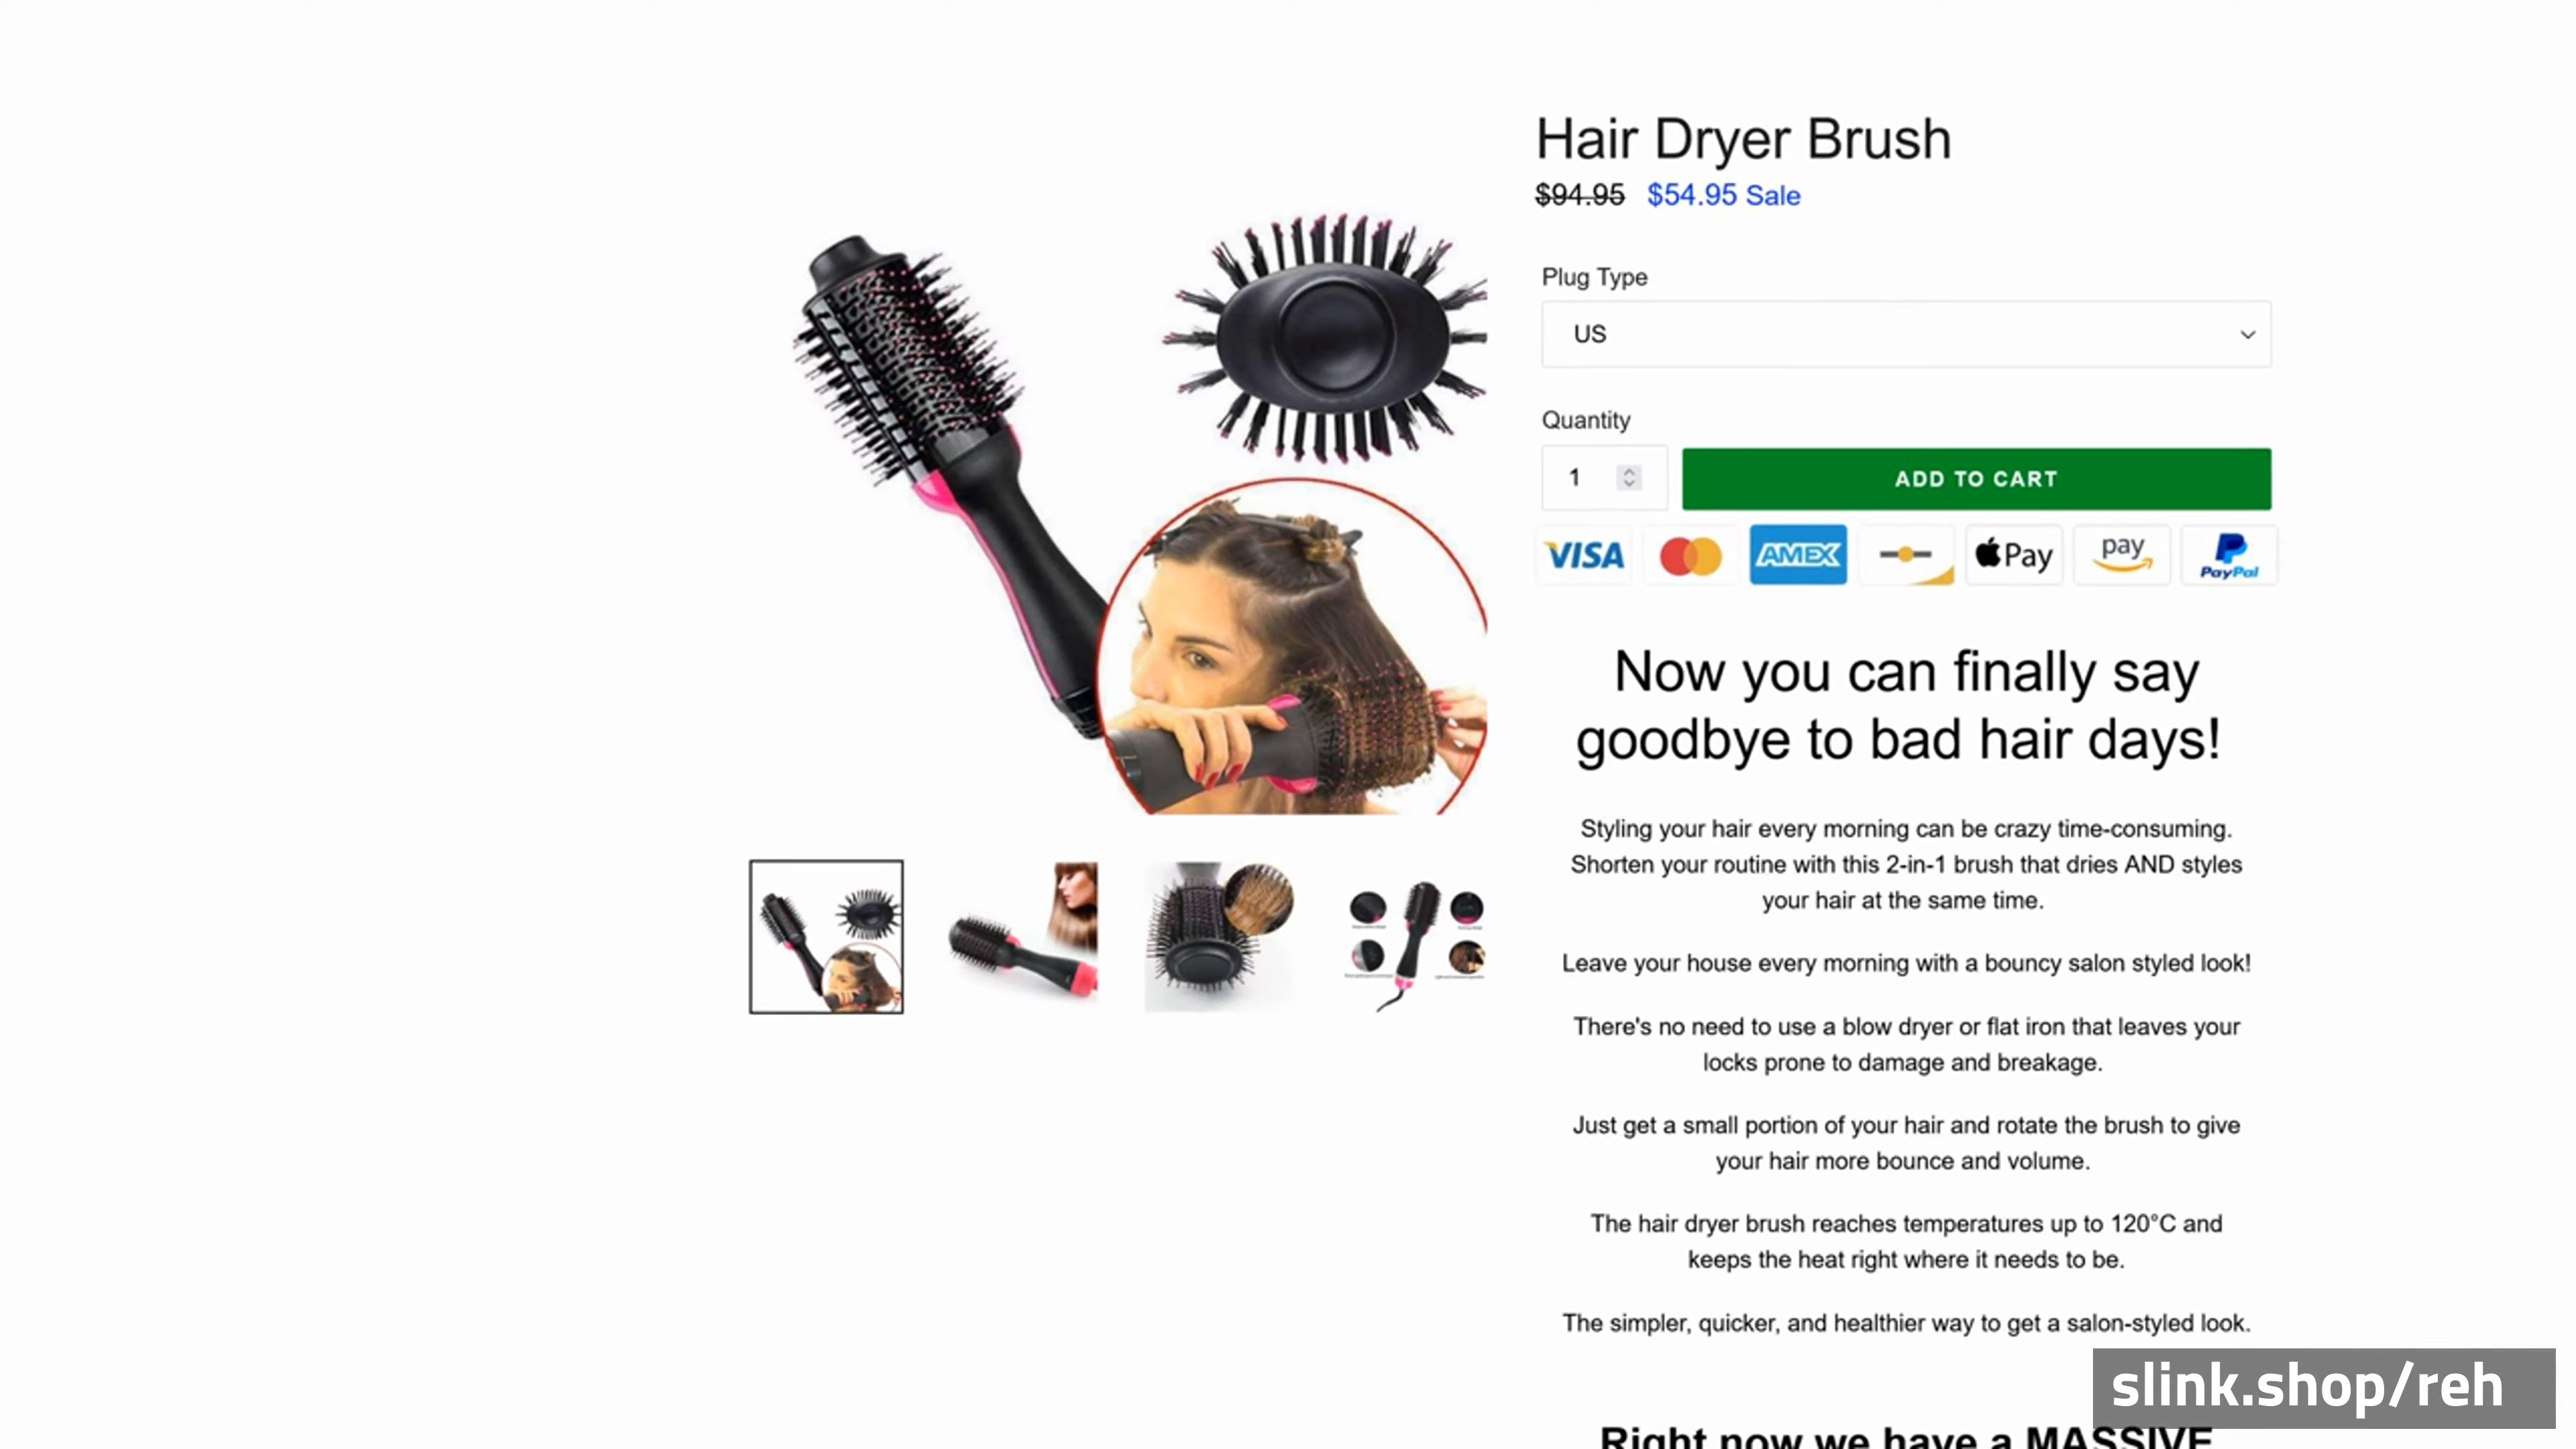 Hair Dryer Brush
$94.95 $54.95 Sale
Plug Type
US
Quantity
1
ADD TO CART
VISA
AMEX
Pay
pay
PayPal
Now you can finally say
goodbye to bad hair days!
Styling your hair every morning can be crazy time-consuming.
Shorten your routine with this 2-in-1 brush that dries AND styles
your hair at the same time.
Leave your house every morning with a bouncy salon styled look!
There's no need to use a blow dryer or flat iron that leaves your
locks prone to damage and breakage.
Just get a small portion of your hair and rotate the brush to give
your hair more bounce and volume.
The hair dryer brush reaches temperatures up to 120°C and
keeps the heat right where it needs to be.
The simpler, quicker, and healthier way to get a salon-styled look.
slink.shop/reh
Right now we have a MASSIVE